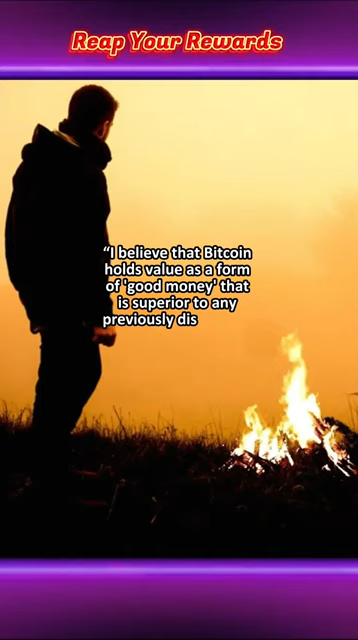 Reap Your Rewards
“I believe that Bitcoin
holds value as a form
of 'good money' that
is superior to any
previously dis